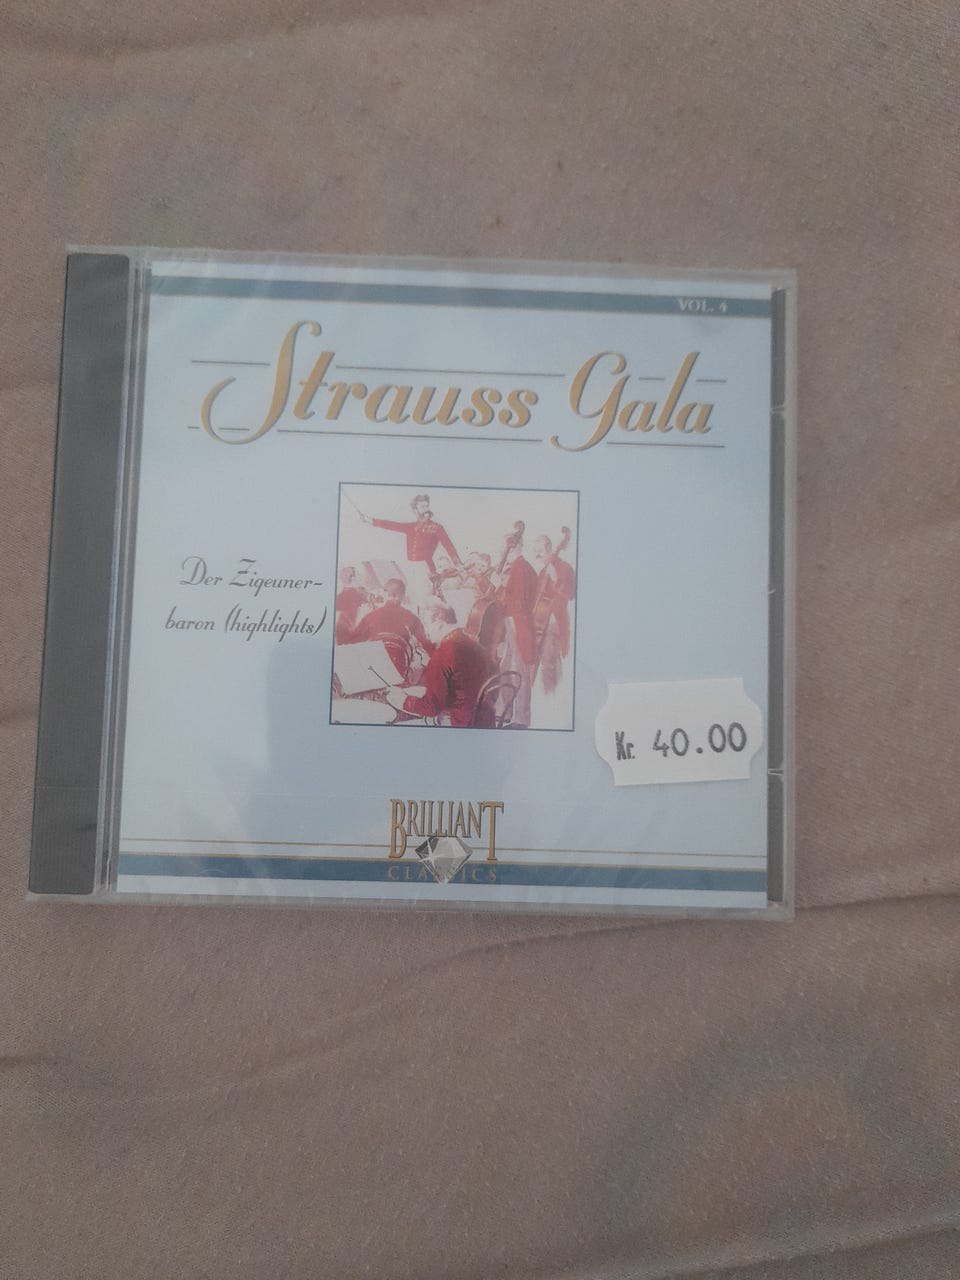 VOL. 4
Strauss Gala
Der Zigeuner-
baron (highlights)
Kr. 40.00
BRILLIANT
CLASSICS